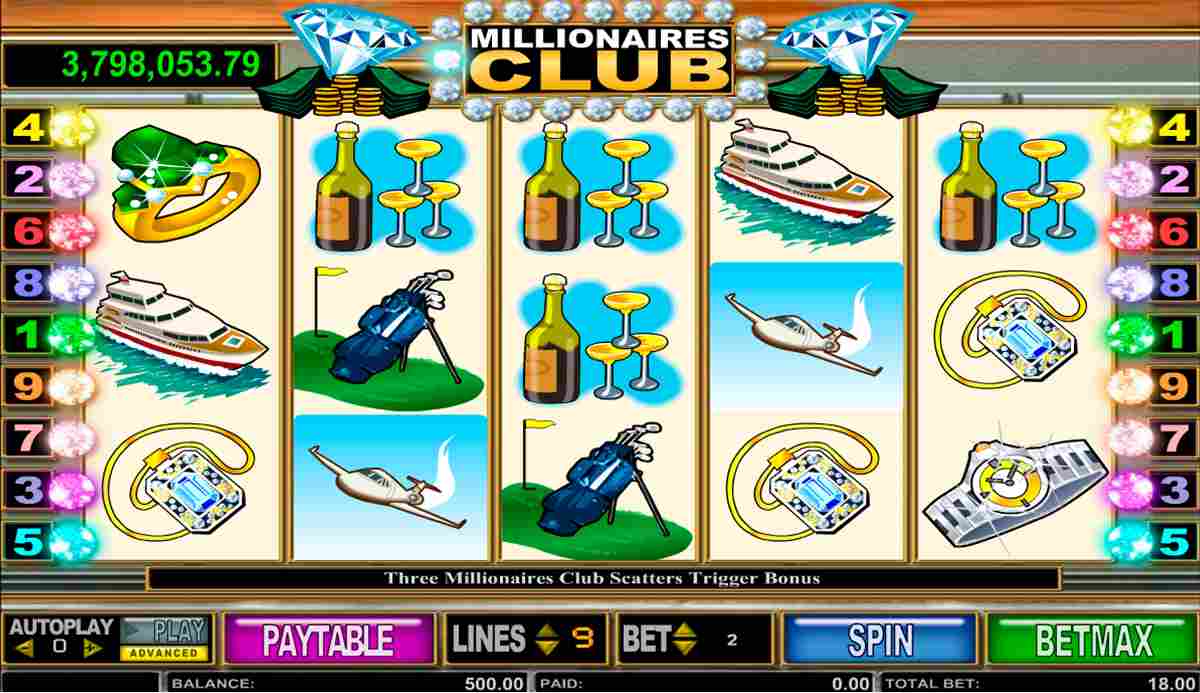 MILLIONAIRES
CLUB
3,798,053.79
4 4
2 2
6 6
8 8
1 1
9 9
7 7
3 3
5 5
Three Millionaires Club Scatters Trigger Bonus
AUTOPLAY
0
PLAY
ADVANCED
PAYTABLE
LINES 9
BET 2
SPIN
BETMAX
BALANCE: 500.00
PAID: 0.00
TOTAL BET: 18.00